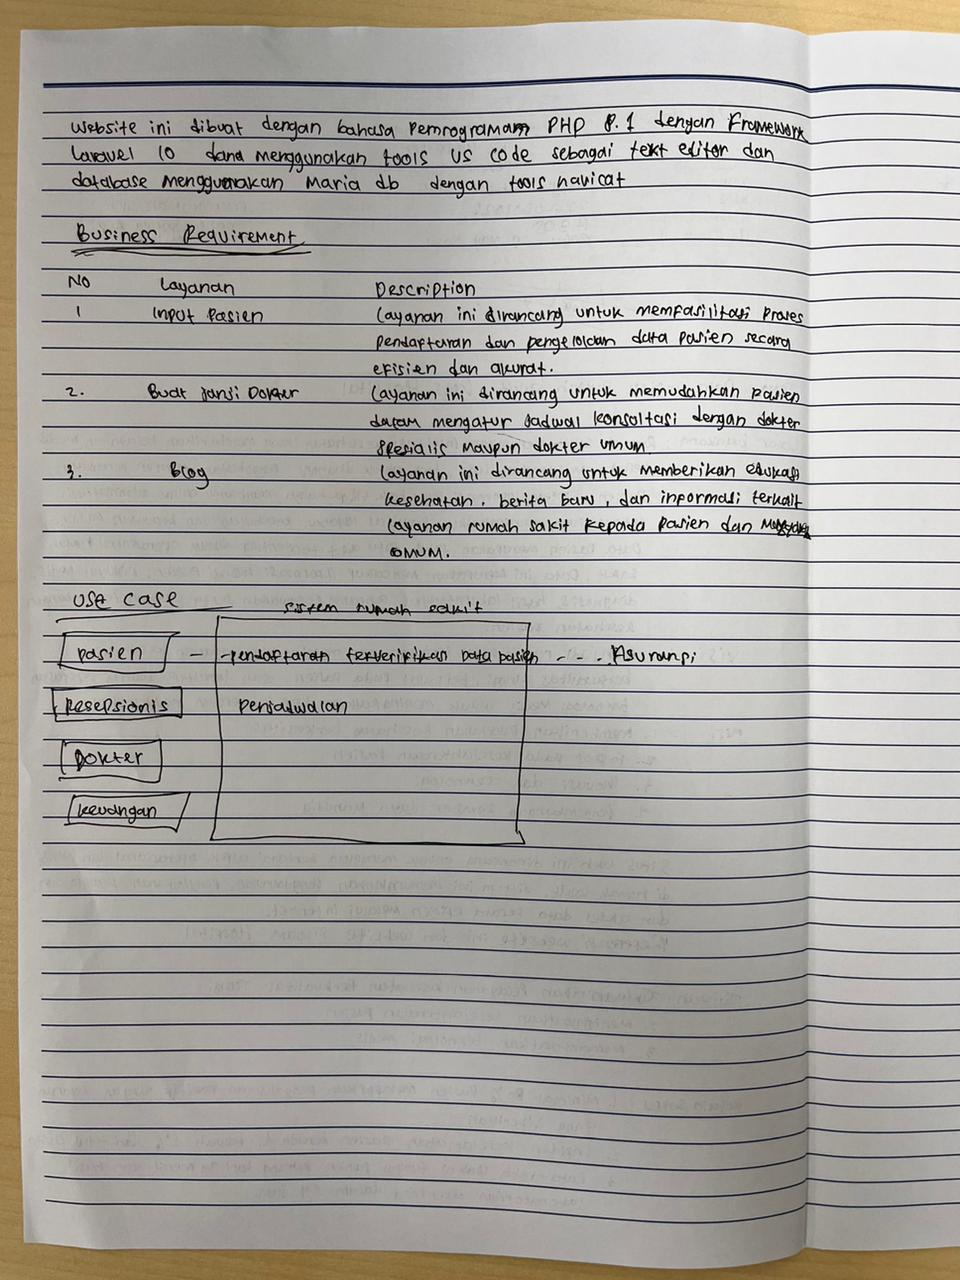 Website ini dibuat dengan bahasa Pemrograman PHP 8.1 dengan Framework
Laravel 10 dana menggunakan tools VS Code sebagai text editor dan
database menggunakan Maria db dengan tools navicat
Business Requirement
NO Layanan Description
1 Input Pasien Layanan ini dirancang untuk memfasilitasi Proses
pendaftaran dan pengelolaan data Pasien secara
efisien dan akurat.
2. Buat Janji Dokter Layanan ini dirancang untuk memudahkan pasien
dalam mengatur Jadwal konsultasi dengan dokter
spesialis maupun dokter umum
3. Blog Layanan ini dirancang untuk memberikan edukasi
kesehatan, berita baru, dan informasi terkait
Layanan rumah sakit kepada pasien dan
UMUM.
Use Case
sistem rumah sakit
Pasien - -pendaftaran terverifikasi Data pasien - - - Asuransi
Resepsionis Penjadwalan
Dokter
Keuangan